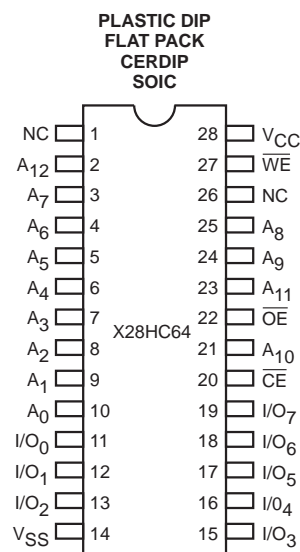 PLASTIC DIP
FLAT PACK
CERDIP
SOIC
NC 1 28 VCC
A12 2 27 WE
A7 3 26 NC
A6 4 25 A8
A5 5 24 A9
A4 6 23 A11
A3 7 22 OE
X28HC64
A2 8 21 A10
A1 9 20 CE
A0 10 19 I/O7
I/O0 11 18 I/O6
I/O1 12 17 I/O5
I/O2 13 16 I/04
VSS 14 15 I/O3